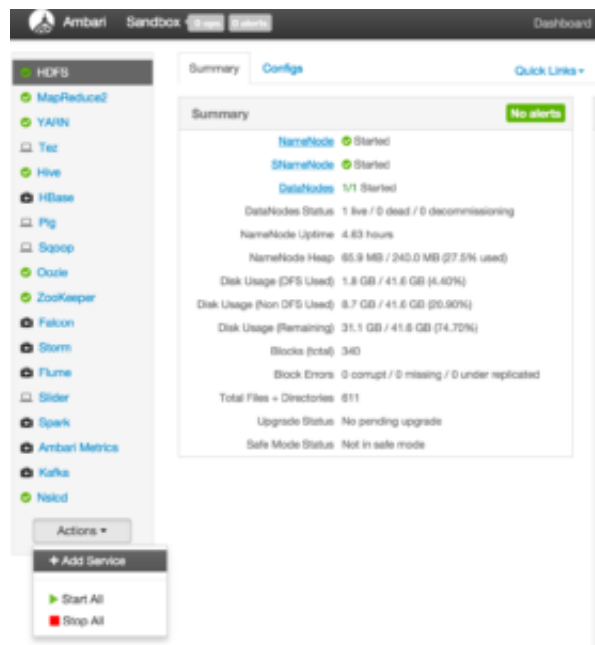 Ambari Sandbox 0 ops 0 alerts Dashboard
HDFS
MapReduce2
YARN
Tez
Hive
HBase
Pig
Sqoop
Oozie
ZooKeeper
Falcon
Storm
Flume
Slider
Spark
Ambari Metrics
Kafka
Nslcd
Actions
+ Add Service
Start All
Stop All
Summary Configs Quick Links
Summary No alerts
NameNode Started
SNameNode Started
DataNodes 1/1 Started
DataNodes Status 1 live / 0 dead / 0 decommissioning
NameNode Uptime 4.63 hours
NameNode Heap 65.9 MB / 240.0 MB (27.5% used)
Disk Usage (DFS Used) 1.8 GB / 41.6 GB (4.40%)
Disk Usage (Non DFS Used) 8.7 GB / 41.6 GB (20.90%)
Disk Usage (Remaining) 31.1 GB / 41.6 GB (74.70%)
Blocks (total) 340
Block Errors 0 corrupt / 0 missing / 0 under replicated
Total Files + Directories 611
Upgrade Status No pending upgrade
Safe Mode Status Not in safe mode